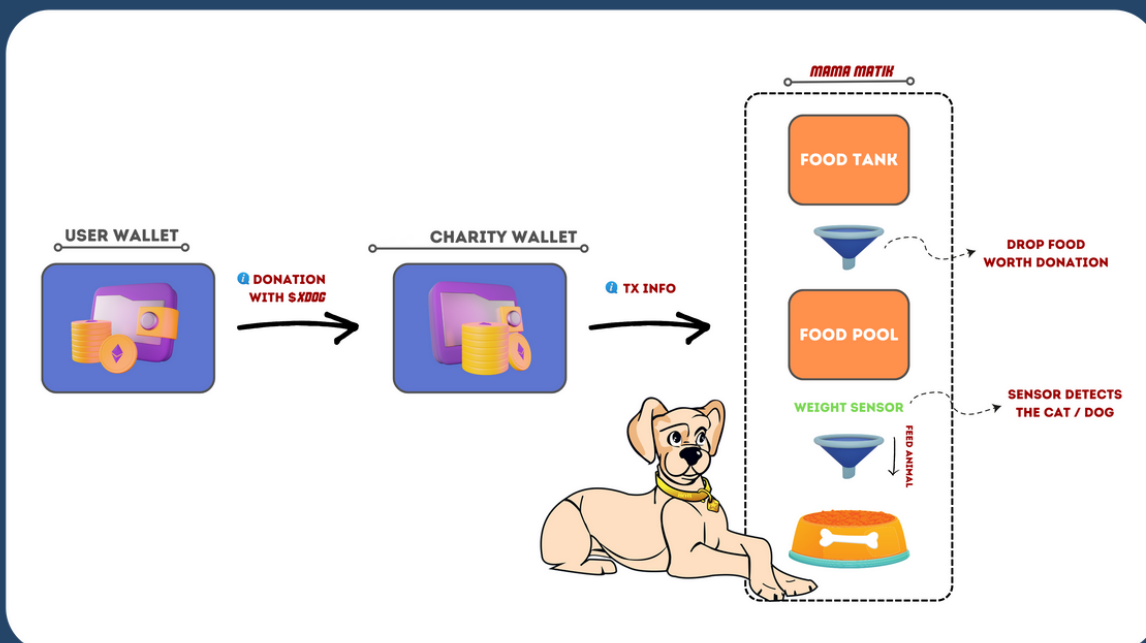 MAMA MATIK
FOOD TANK
USER WALLET
CHARITY WALLET
DROP FOOD
WORTH DONATION
DONATION
WITH $XDOG
TX INFO
FOOD POOL
WEIGHT SENSOR
SENSOR DETECTS
THE CAT / DOG
FEED ANIMAL